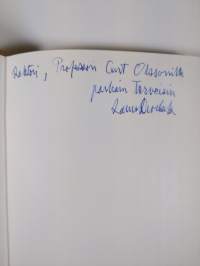 Rehtori, Professori Curt Olssonille
parhain terveisin